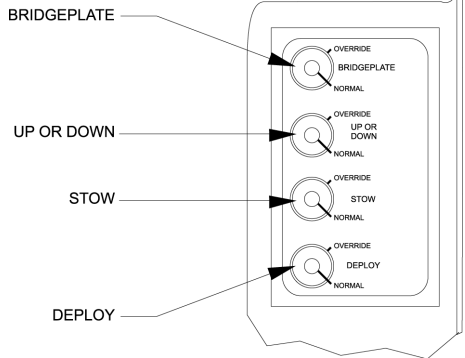 BRIDGEPLATE
OVERRIDE
BRIDGEPLATE
NORMAL
UP OR DOWN
OVERRIDE
UP OR
DOWN
NORMAL
STOW
OVERRIDE
STOW
NORMAL
DEPLOY
OVERRIDE
DEPLOY
NORMAL